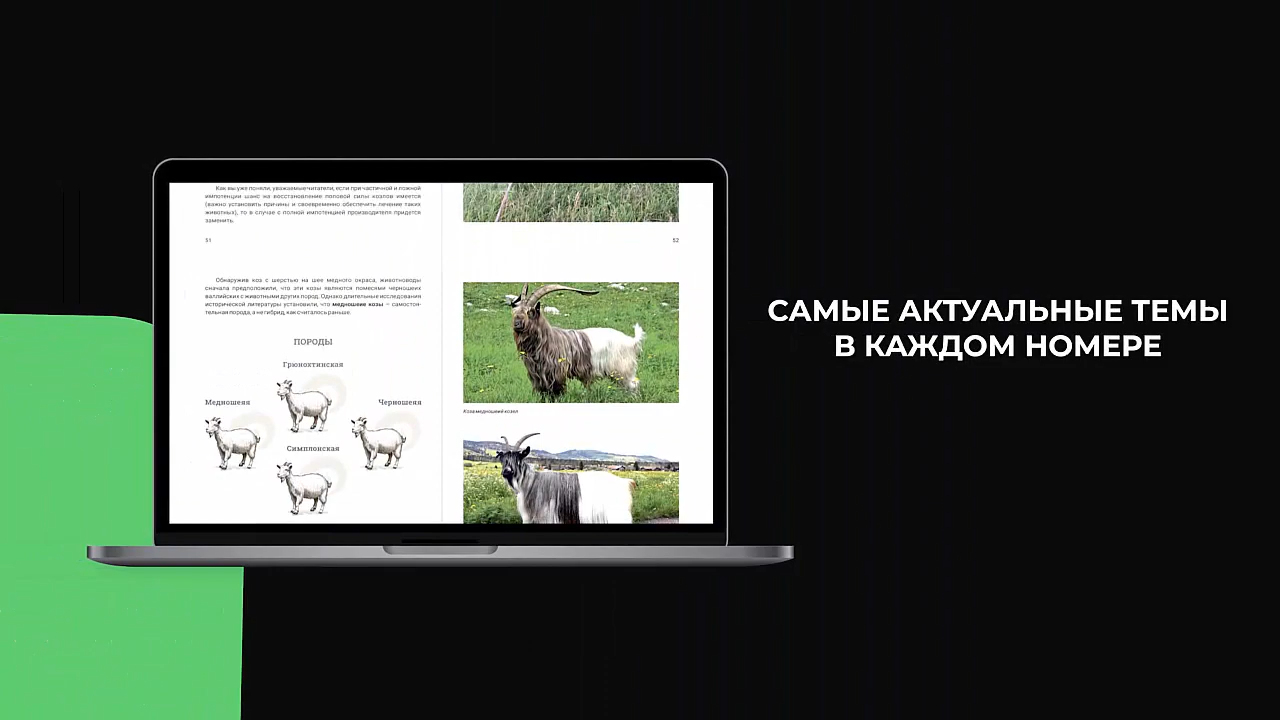 Как вы уже поняли, уважаемые читатели, если при частичной и ложной
импотенции шанс на восстановление половой силы козлов имеется
(важно установить причины и своевременно обеспечить лечение таких
животных), то в случае с полной импотенцией производителя придется
заменить.
51
52
Обнаружив коз с шерстью на шее медного окраса, животноводы
сначала предположили, что эти козы являются помесями черношеих
валлийских с животными других пород. Однако длительные исследования
исторической литературы установили, что медношеие козы – самостоя-
тельная порода, а не гибрид, как считалось раньше.
ПОРОДЫ
Грюнохтинская
Медношеяя
Черношеяя
Симплонская
Коза медношеий козел
САМЫЕ АКТУАЛЬНЫЕ ТЕМЫ
В КАЖДОМ НОМЕРЕ